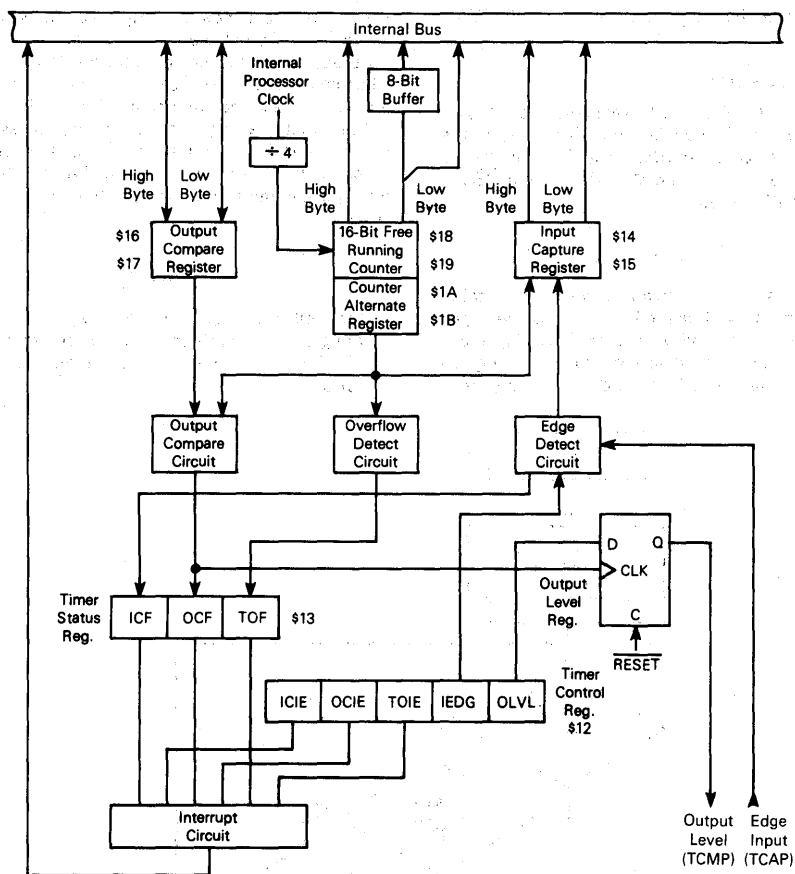 Internal Bus
Internal
Processor
Clock
8-Bit
Buffer
÷ 4
High
Byte
Low
Byte
High
Byte
Low
Byte
High
Byte
Low
Byte
$16
$17
Output
Compare
Register
16-Bit Free
Running
Counter
$18
$19
Counter
Alternate
Register
$1A
$1B
Input
Capture
Register
$14
$15
Output
Compare
Circuit
Overflow
Detect
Circuit
Edge
Detect
Circuit
D Q
CLK
C
Output
Level
Reg.
RESET
Timer
Status
Reg.
ICF OCF TOF $13
ICIE OCIE TOIE IEDG OLVL
Timer
Control
Reg.
$12
Interrupt
Circuit
Output
Level
(TCMP)
Edge
Input
(TCAP)